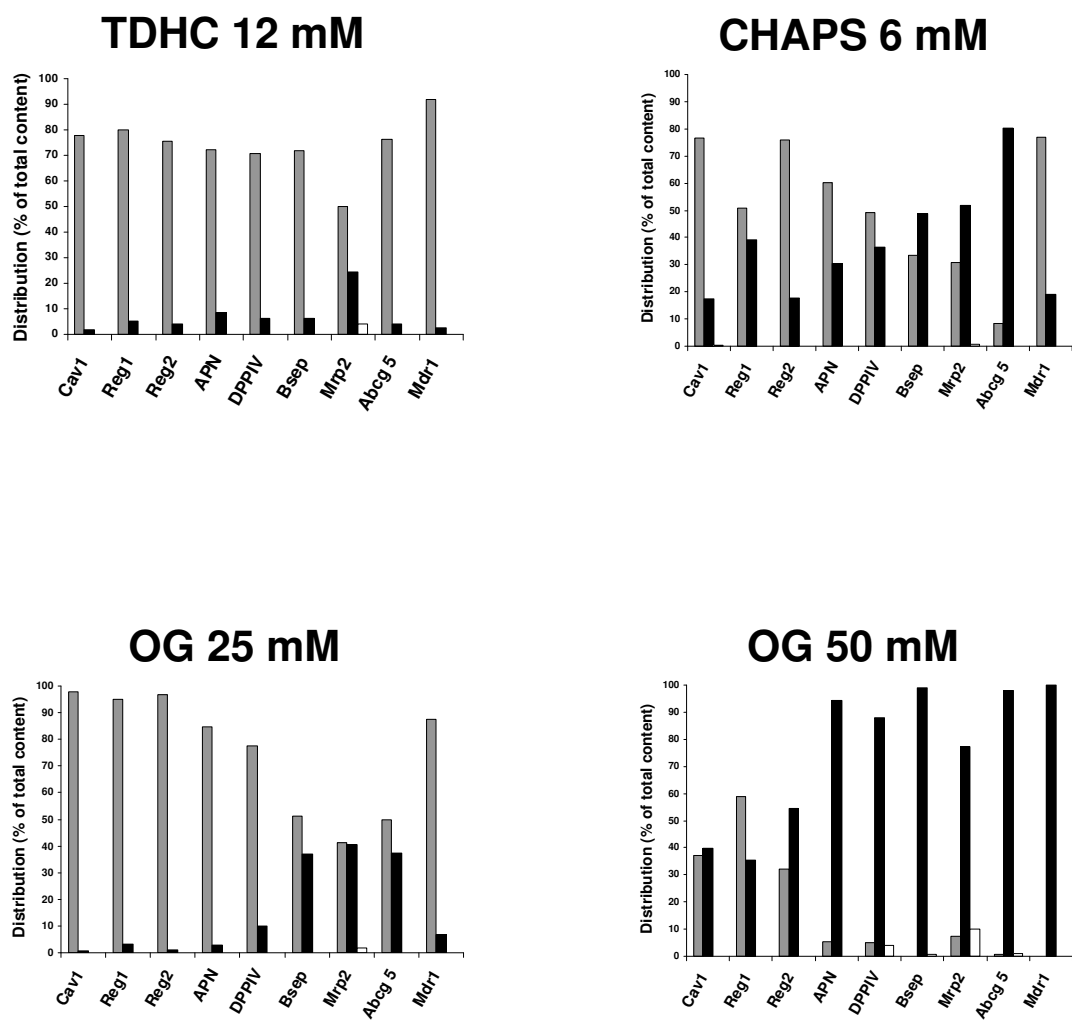 TDHC 12 mM
Distribution (% of total content)
100
90
80
70
60
50
40
30
20
10
0
Cav1
Reg1
Reg2
APN
DPPIV
Bsep
Mrp2
Abcg 5
Mdr1
CHAPS 6 mM
Distribution (% of total content)
100
90
80
70
60
50
40
30
20
10
0
Cav1
Reg1
Reg2
APN
DPPIV
Bsep
Mrp2
Abcg 5
Mdr1
OG 25 mM
Distribution (% of total content)
100
90
80
70
60
50
40
30
20
10
0
Cav1
Reg1
Reg2
APN
DPPIV
Bsep
Mrp2
Abcg 5
Mdr1
OG 50 mM
Distribution (% of total content)
100
90
80
70
60
50
40
30
20
10
0
Cav1
Reg1
Reg2
APN
DPPIV
Bsep
Mrp2
Abcg 5
Mdr1